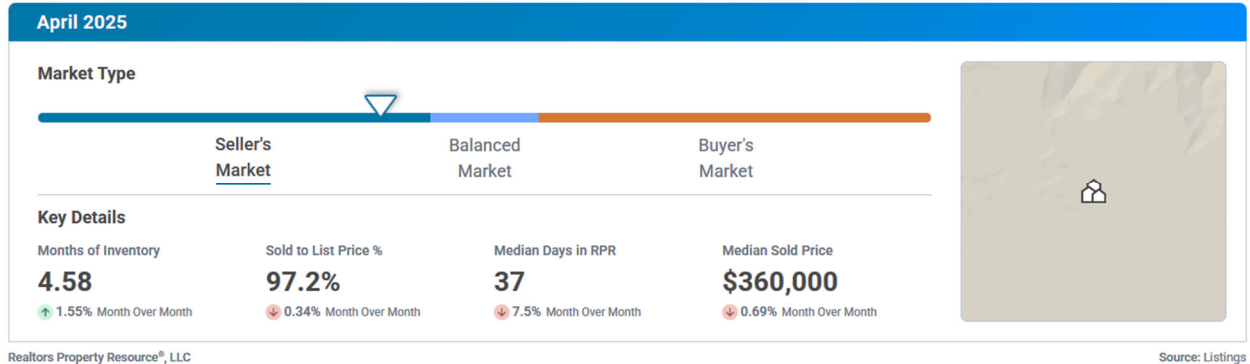 April 2025
Market Type
Seller's Market
Balanced Market
Buyer's Market
Key Details
Months of Inventory
4.58
1.55% Month Over Month
Sold to List Price %
97.2%
0.34% Month Over Month
Median Days in RPR
37
7.5% Month Over Month
Median Sold Price
$360,000
0.69% Month Over Month
Realtors Property Resource®, LLC
Source: Listings